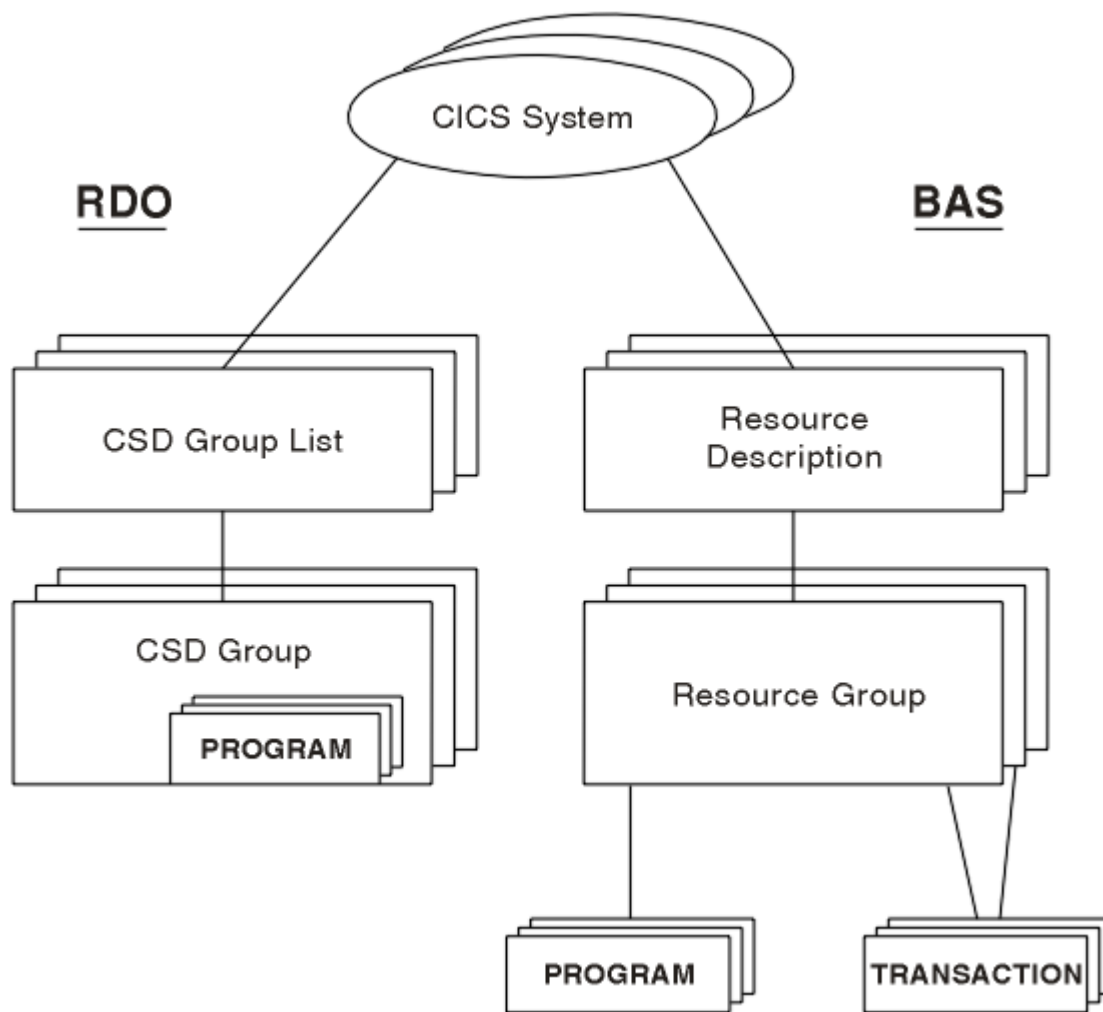 CICS System
RDO
BAS
CSD Group List
Resource
Description
CSD Group
PROGRAM
Resource Group
PROGRAM
TRANSACTION